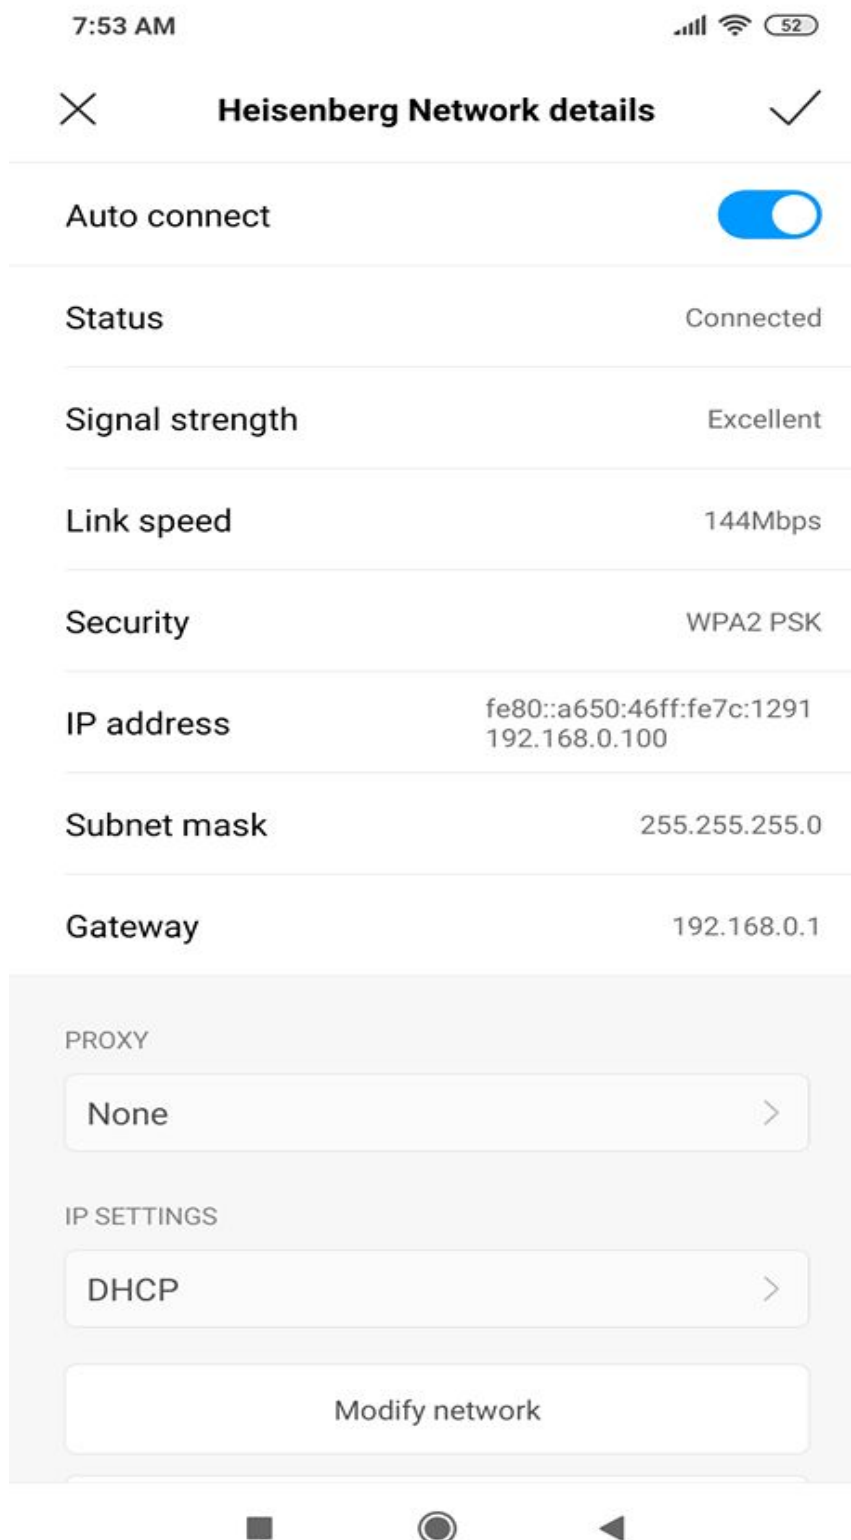 7:53 AM 52
Heisenberg Network details
Auto connect
Status Connected
Signal strength Excellent
Link speed 144Mbps
Security WPA2 PSK
IP address fe80::a650:46ff:fe7c:1291
192.168.0.100
Subnet mask 255.255.255.0
Gateway 192.168.0.1
PROXY
None
IP SETTINGS
DHCP
Modify network